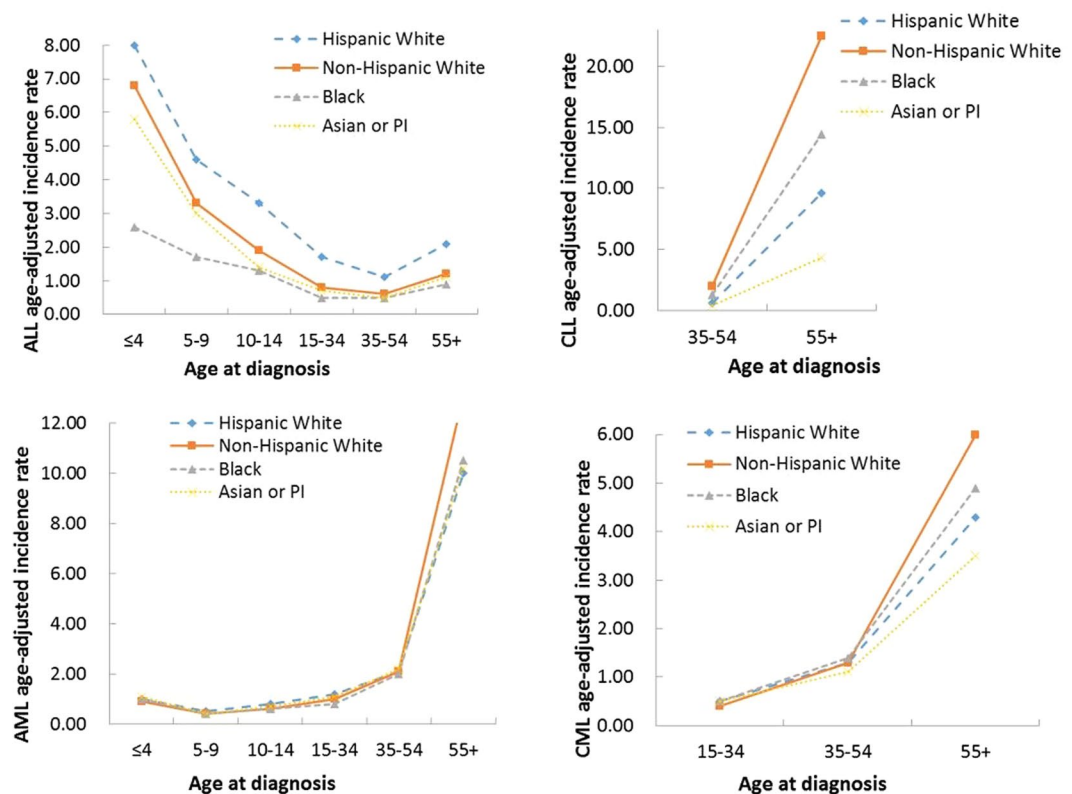 ALL age-adjusted incidence rate
8.00
7.00
6.00
5.00
4.00
3.00
2.00
1.00
0.00
Hispanic White
Non-Hispanic White
Black
Asian or PI
≤4 5-9 10-14 15-34 35-54 55+
Age at diagnosis
CLL age-adjusted incidence rate
20.00
15.00
10.00
5.00
0.00
Hispanic White
Non-Hispanic White
Black
Asian or PI
35-54 55+
Age at diagnosis
AML age-adjusted incidence rate
12.00
10.00
8.00
6.00
4.00
2.00
0.00
Hispanic White
Non-Hispanic White
Black
Asian or PI
≤4 5-9 10-14 15-34 35-54 55+
Age at diagnosis
CML age-adjusted incidence rate
6.00
5.00
4.00
3.00
2.00
1.00
0.00
Hispanic White
Non-Hispanic White
Black
Asian or PI
15-34 35-54 55+
Age at diagnosis